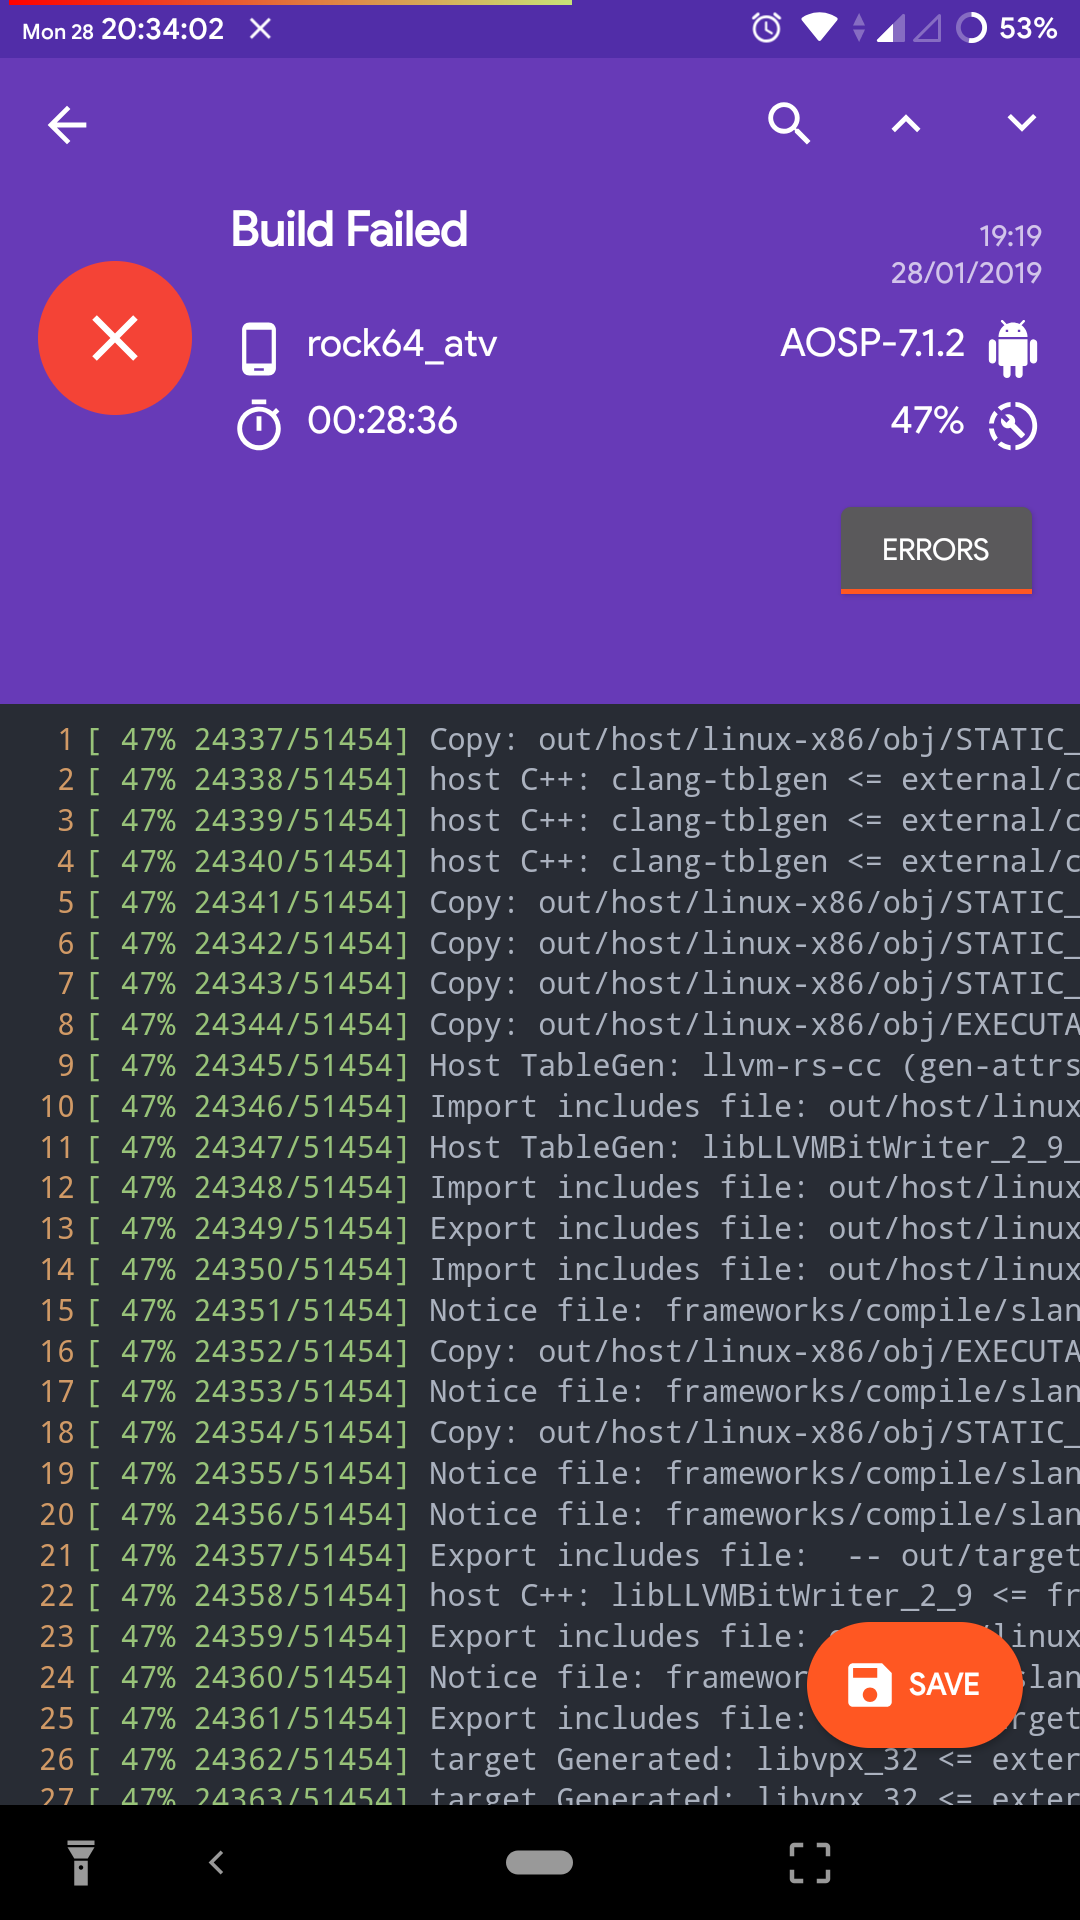 Mon 28 20:34:02 53%
Build Failed
19:19
28/01/2019
rock64_atv AOSP-7.1.2
00:28:36 47%
ERRORS
1 [ 47% 24337/51454] Copy: out/host/linux-x86/obj/STATIC_
2 [ 47% 24338/51454] host C++: clang-tblgen <= external/c
3 [ 47% 24339/51454] host C++: clang-tblgen <= external/c
4 [ 47% 24340/51454] host C++: clang-tblgen <= external/c
5 [ 47% 24341/51454] Copy: out/host/linux-x86/obj/STATIC_
6 [ 47% 24342/51454] Copy: out/host/linux-x86/obj/STATIC_
7 [ 47% 24343/51454] Copy: out/host/linux-x86/obj/STATIC_
8 [ 47% 24344/51454] Copy: out/host/linux-x86/obj/EXECUTA
9 [ 47% 24345/51454] Host TableGen: llvm-rs-cc (gen-attrs
10 [ 47% 24346/51454] Import includes file: out/host/linux
11 [ 47% 24347/51454] Host TableGen: libLLVMBitWriter_2_9_
12 [ 47% 24348/51454] Import includes file: out/host/linux
13 [ 47% 24349/51454] Export includes file: out/host/linux
14 [ 47% 24350/51454] Import includes file: out/host/linux
15 [ 47% 24351/51454] Notice file: frameworks/compile/slan
16 [ 47% 24352/51454] Copy: out/host/linux-x86/obj/EXECUTA
17 [ 47% 24353/51454] Notice file: frameworks/compile/slan
18 [ 47% 24354/51454] Copy: out/host/linux-x86/obj/STATIC_
19 [ 47% 24355/51454] Notice file: frameworks/compile/slan
20 [ 47% 24356/51454] Notice file: frameworks/compile/slan
21 [ 47% 24357/51454] Export includes file:  -- out/target
22 [ 47% 24358/51454] host C++: libLLVMBitWriter_2_9 <= fr
23 [ 47% 24359/51454] Export includes file: /linux
24 [ 47% 24360/51454] Notice file: framewor slan
25 [ 47% 24361/51454] Export includes file: rget
26 [ 47% 24362/51454] target Generated: libvpx_32 <= exter
27 [ 47% 24363/51454] target Generated: libvpx_32 <= exter
SAVE